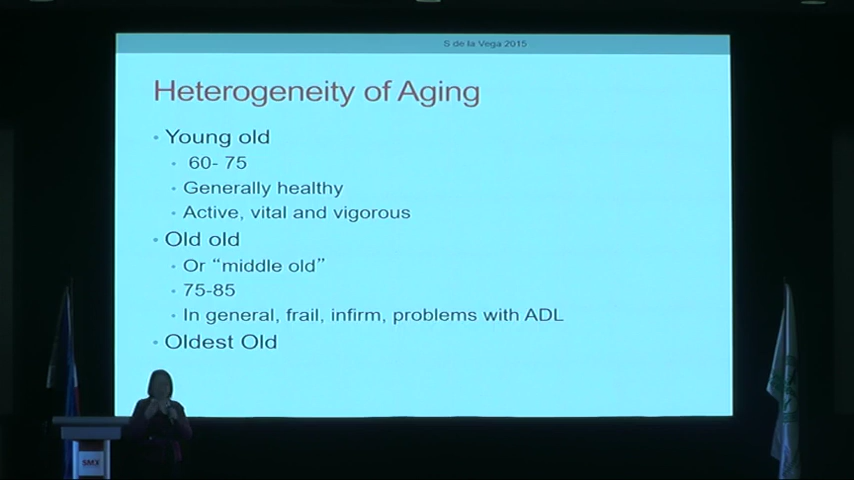 S de la Vega 2015
Heterogeneity of Aging
• Young old
• 60- 75
• Generally healthy
• Active, vital and vigorous
• Old old
• Or “middle old”
• 75-85
• In general, frail, infirm, problems with ADL
• Oldest Old
SMX